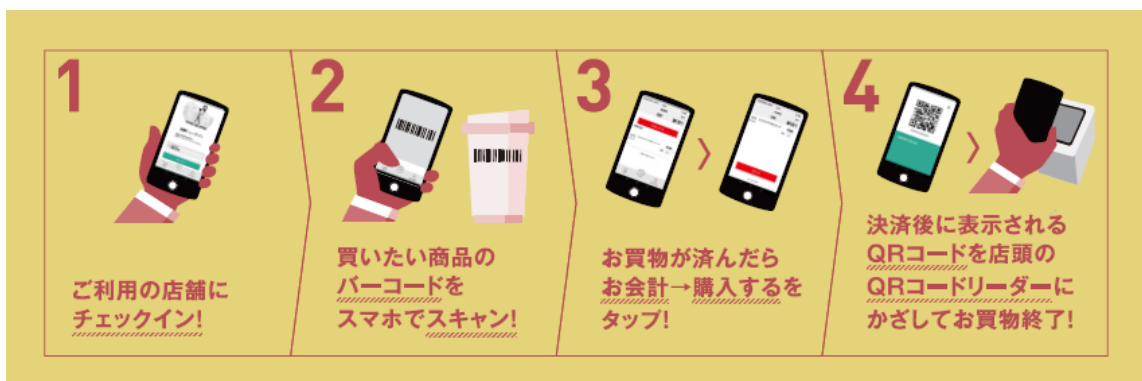 1
ご利用の店舗に
チェックイン!
2
買いたい商品の
バーコードを
スマホでスキャン!
3
お買物が済んだら
お会計→購入するを
タップ!
4
決済後に表示される
QRコードを店頭の
QRコードリーダーに
かざしてお買物終了!